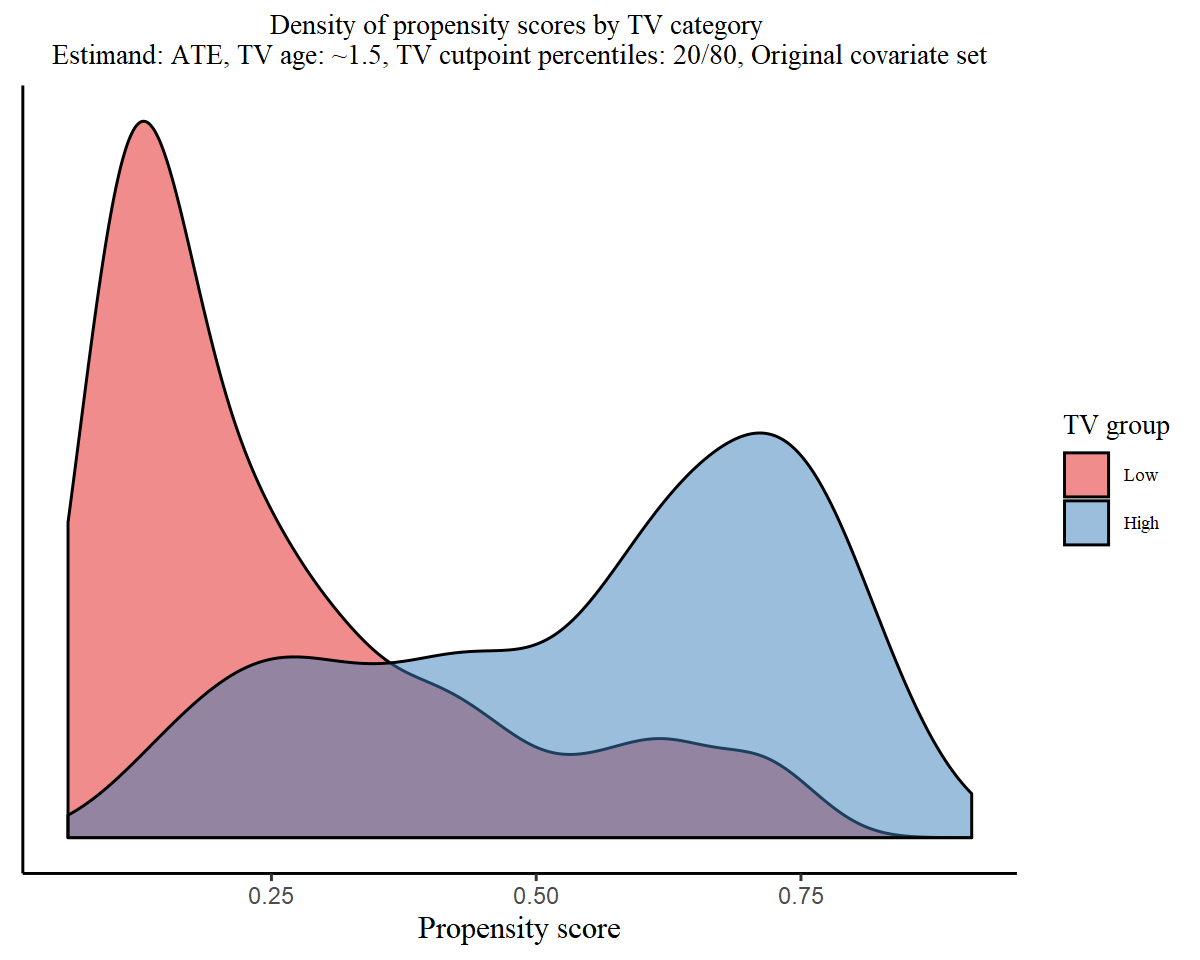 Density of propensity scores by TV category
Estimand: ATE, TV age: ~1.5, TV cutpoint percentiles: 20/80, Original covariate set
TV group
Low
High
0.25
0.50
0.75
Propensity score